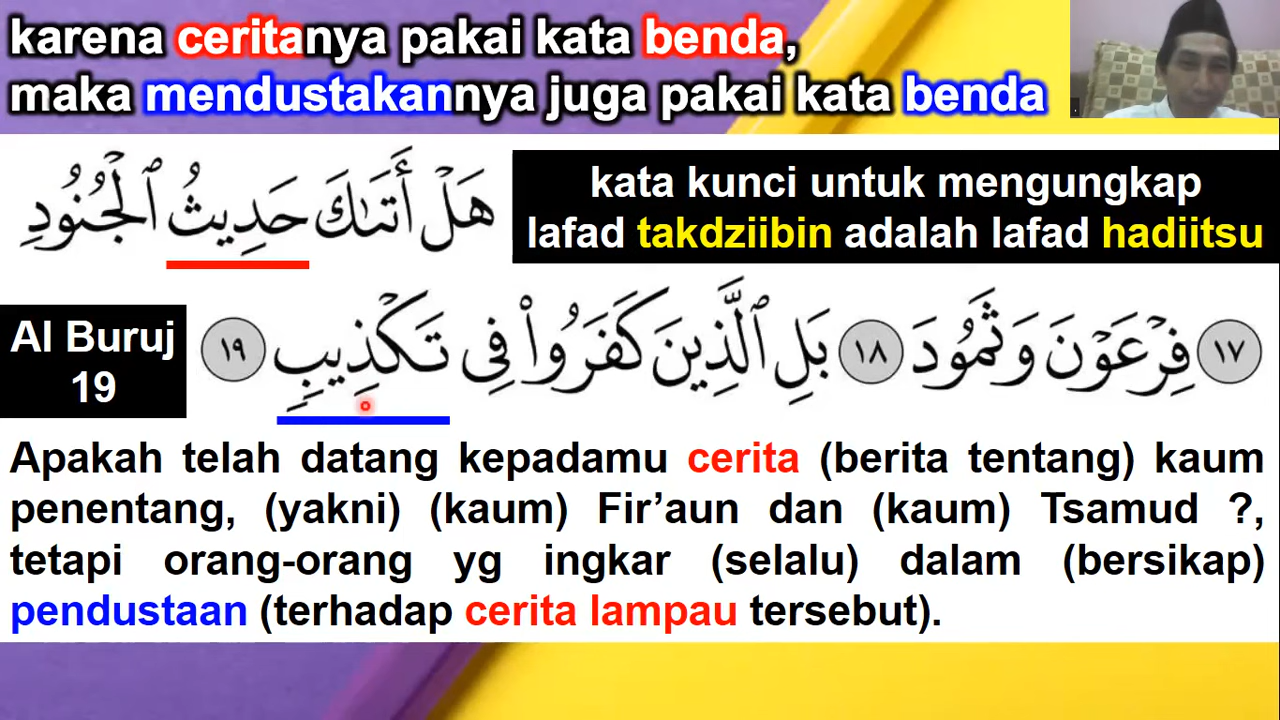 karena ceritanya pakai kata benda,
maka mendustakannya juga pakai kata benda
هَلْ أَتَىٰكَ حَدِيثُ ٱلْجُنُودِ
kata kunci untuk mengungkap
lafad takdziibin adalah lafad hadiitsu
١٧ فِرْعَوْنَ وَثَمُودَ ١٨ بَلِ ٱلَّذِينَ كَفَرُوا۟ فِى تَكْذِيبٍ ١٩
Al Buruj
19
Apakah telah datang kepadamu cerita (berita tentang) kaum
penentang, (yakni) (kaum) Fir’aun dan (kaum) Tsamud ?,
tetapi orang-orang yg ingkar (selalu) dalam (bersikap)
pendustaan (terhadap cerita lampau tersebut).